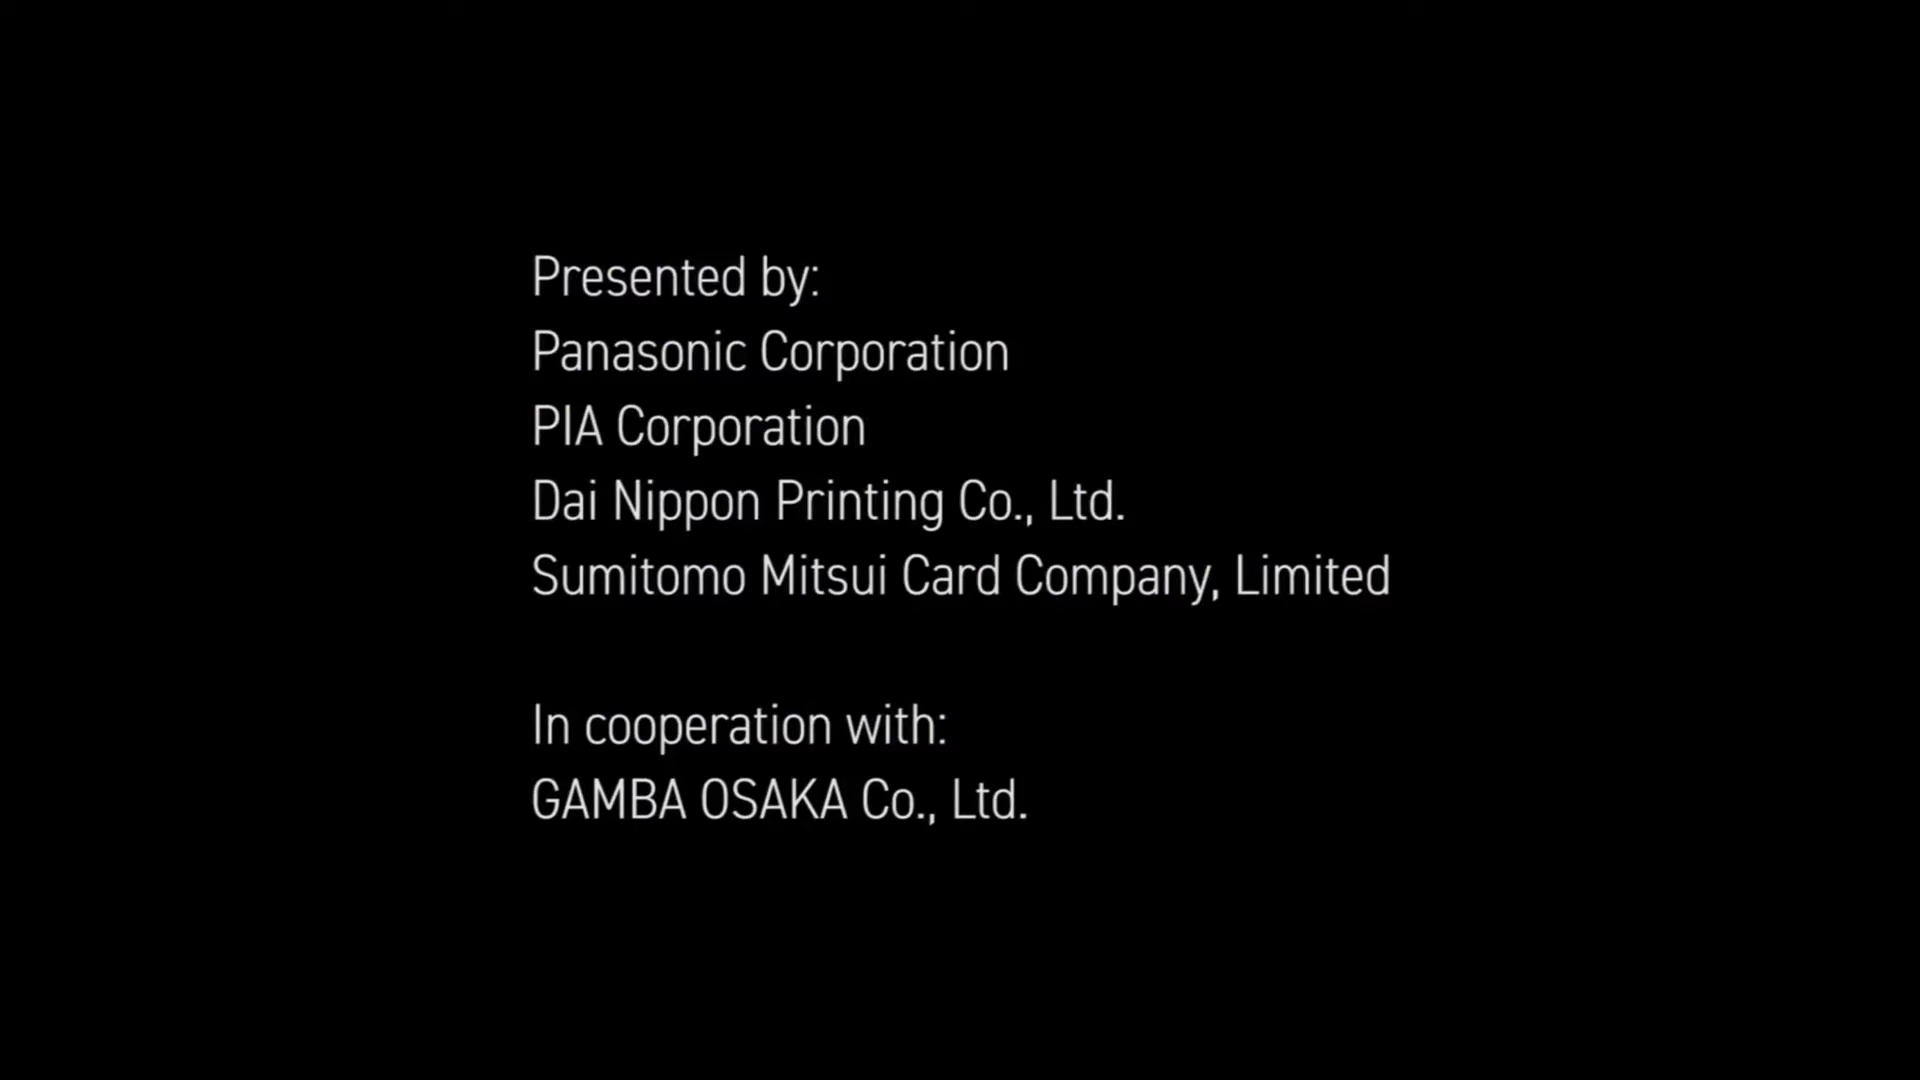 Presented by:
Panasonic Corporation
PIA Corporation
Dai Nippon Printing Co., Ltd.
Sumitomo Mitsui Card Company, Limited
In cooperation with:
GAMBA OSAKA Co., Ltd.